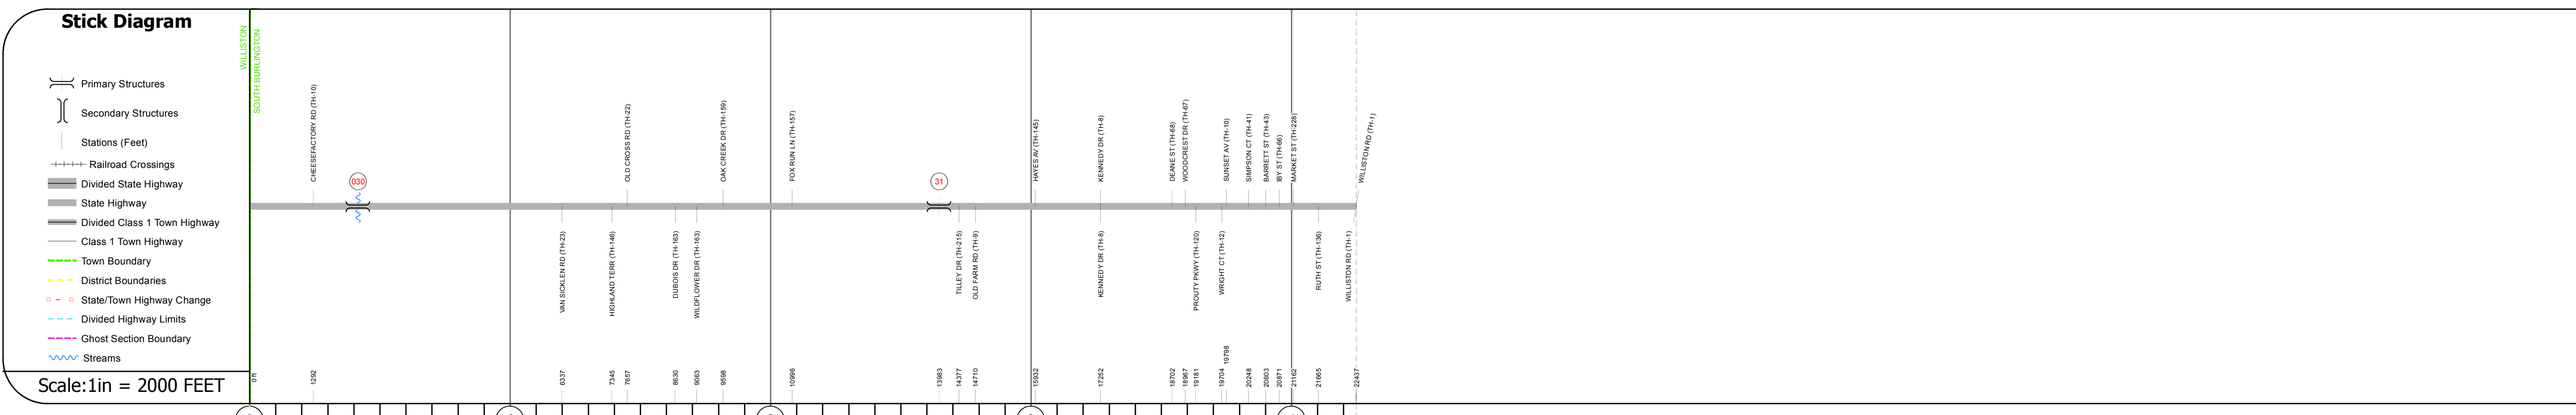 Stick Diagram
Primary Structures
Secondary Structures
Stations (Feet)
Railroad Crossings
Divided State Highway
State Highway
Divided Class 1 Town Highway
Class 1 Town Highway
Town Boundary
District Boundaries
State/Town Highway Change
Divided Highway Limits
Ghost Section Boundary
Streams
Scale:1in = 2000 FEET
WILLISTON
SOUTH BURLINGTON
CHEESEFACTORY RD (TH-10)
030
OLD CROSS RD (TH-22)
OAK CREEK DR (TH-159)
FOX RUN LN (TH-157)
31
HAYES AV (TH-145)
KENNEDY DR (TH-8)
DEANE ST (TH-68)
WOODCREST DR (TH-67)
SUNSET AV (TH-10)
SIMPSON CT (TH-41)
BARRETT ST (TH-43)
IBY ST (TH-66)
MARKET ST (TH-228)
WILLISTON RD (TH-1)
VAN SICKLEN RD (TH-23)
HIGHLAND TERR (TH-146)
DUBOIS DR (TH-163)
WILDFLOWER DR (TH-163)
TILLEY DR (TH-215)
OLD FARM RD (TH-9)
KENNEDY DR (TH-8)
PROUTY PKWY (TH-120)
WRIGHT CT (TH-12)
RUTH ST (TH-136)
WILLISTON RD (TH-1)
0 ft
1292
6337
7345
7657
8630
9063
9598
10996
13983
14377
14710
15932
17252
18702
18967
19181
19704
19798
20248
20603
20871
21162
21665
22437